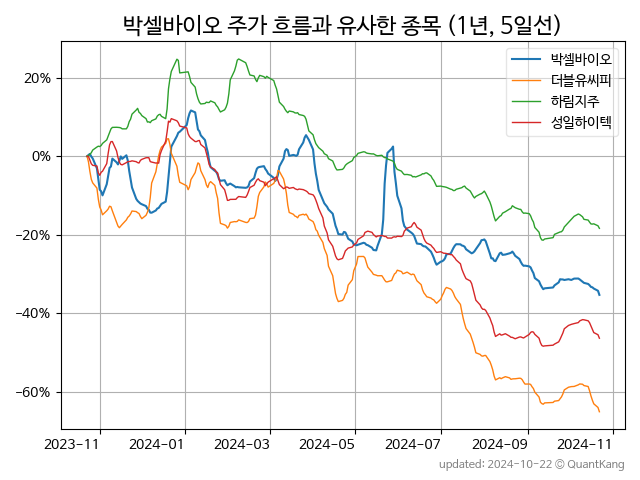 박셀바이오 주가 흐름과 유사한 종목 (1년, 5일선)
박셀바이오
더블유씨피
하림지주
성일하이텍
20%
0%
−20%
−40%
−60%
2023-11 2024-01 2024-03 2024-05 2024-07 2024-09 2024-11
updated: 2024-10-22 © QuantKang